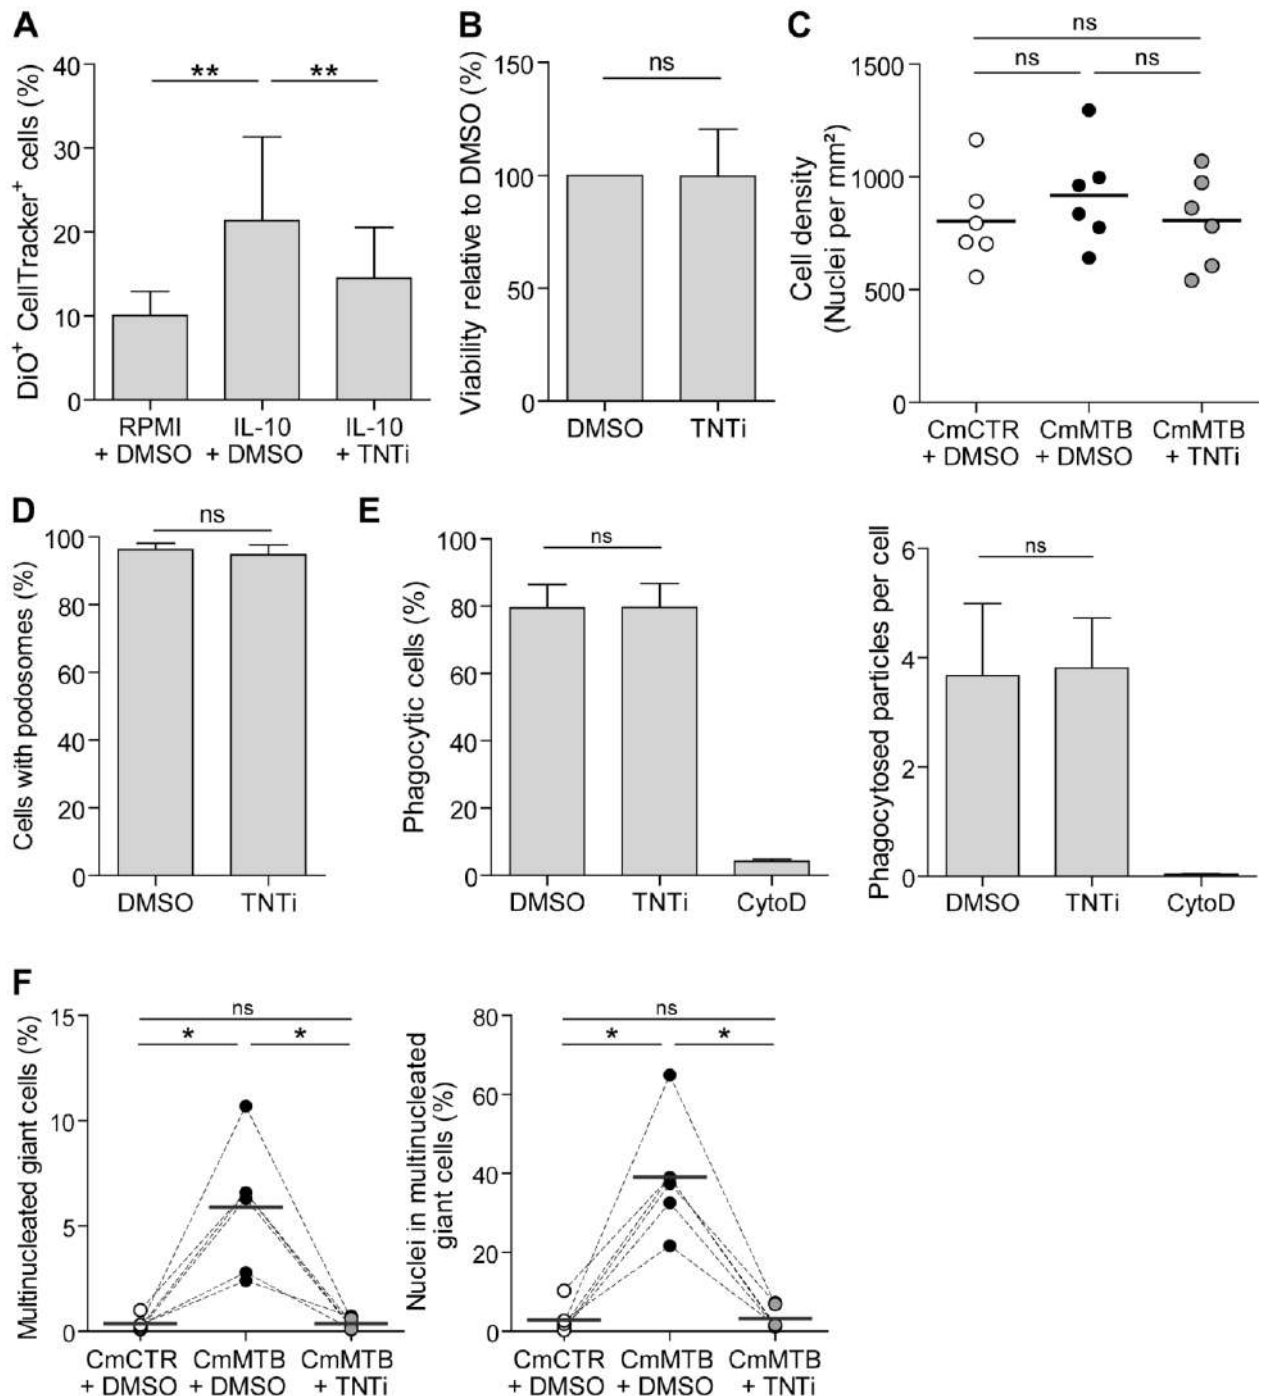 A
DiO⁺ CellTracker⁺ cells (%)
40
30
20
10
0
**
**
RPMI
+ DMSO
IL-10
+ DMSO
IL-10
+ TNTi
B
Viability relative to DMSO (%)
150
100
50
0
ns
DMSO
TNTi
C
Cell density
(Nuclei per mm²)
1500
1000
500
0
ns
ns
ns
CmCTR
+ DMSO
CmMTB
+ DMSO
CmMTB
+ TNTi
D
Cells with podosomes (%)
100
80
60
40
20
0
ns
DMSO
TNTi
E
Phagocytic cells (%)
100
80
60
40
20
0
ns
DMSO
TNTi
CytoD
Phagocytosed particles per cell
6
4
2
0
ns
DMSO
TNTi
CytoD
F
Multinucleated giant cells (%)
15
10
5
0
ns
*
*
CmCTR
+ DMSO
CmMTB
+ DMSO
CmMTB
+ TNTi
Nuclei in multinucleated
giant cells (%)
80
60
40
20
0
ns
*
*
CmCTR
+ DMSO
CmMTB
+ DMSO
CmMTB
+ TNTi